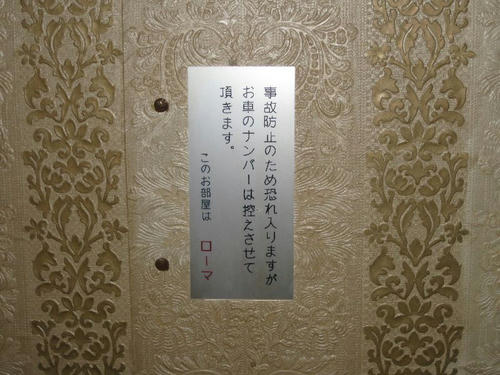 事故防止のため恐れ入りますが
お車のナンバーは控えさせて
頂きます。
このお部屋は ローマ